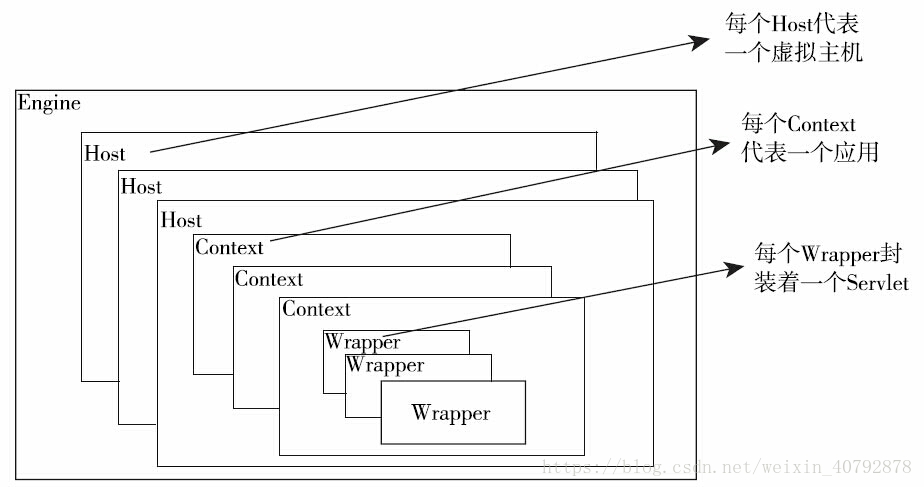 每个Host代表
一个虚拟主机
Engine
Host
Host
Host
每个Context
代表一个应用
Context
Context
Context
每个Wrapper封
装着一个Servlet
Wrapper
Wrapper
Wrapper
https://blog.csdn.net/weixin_40792878